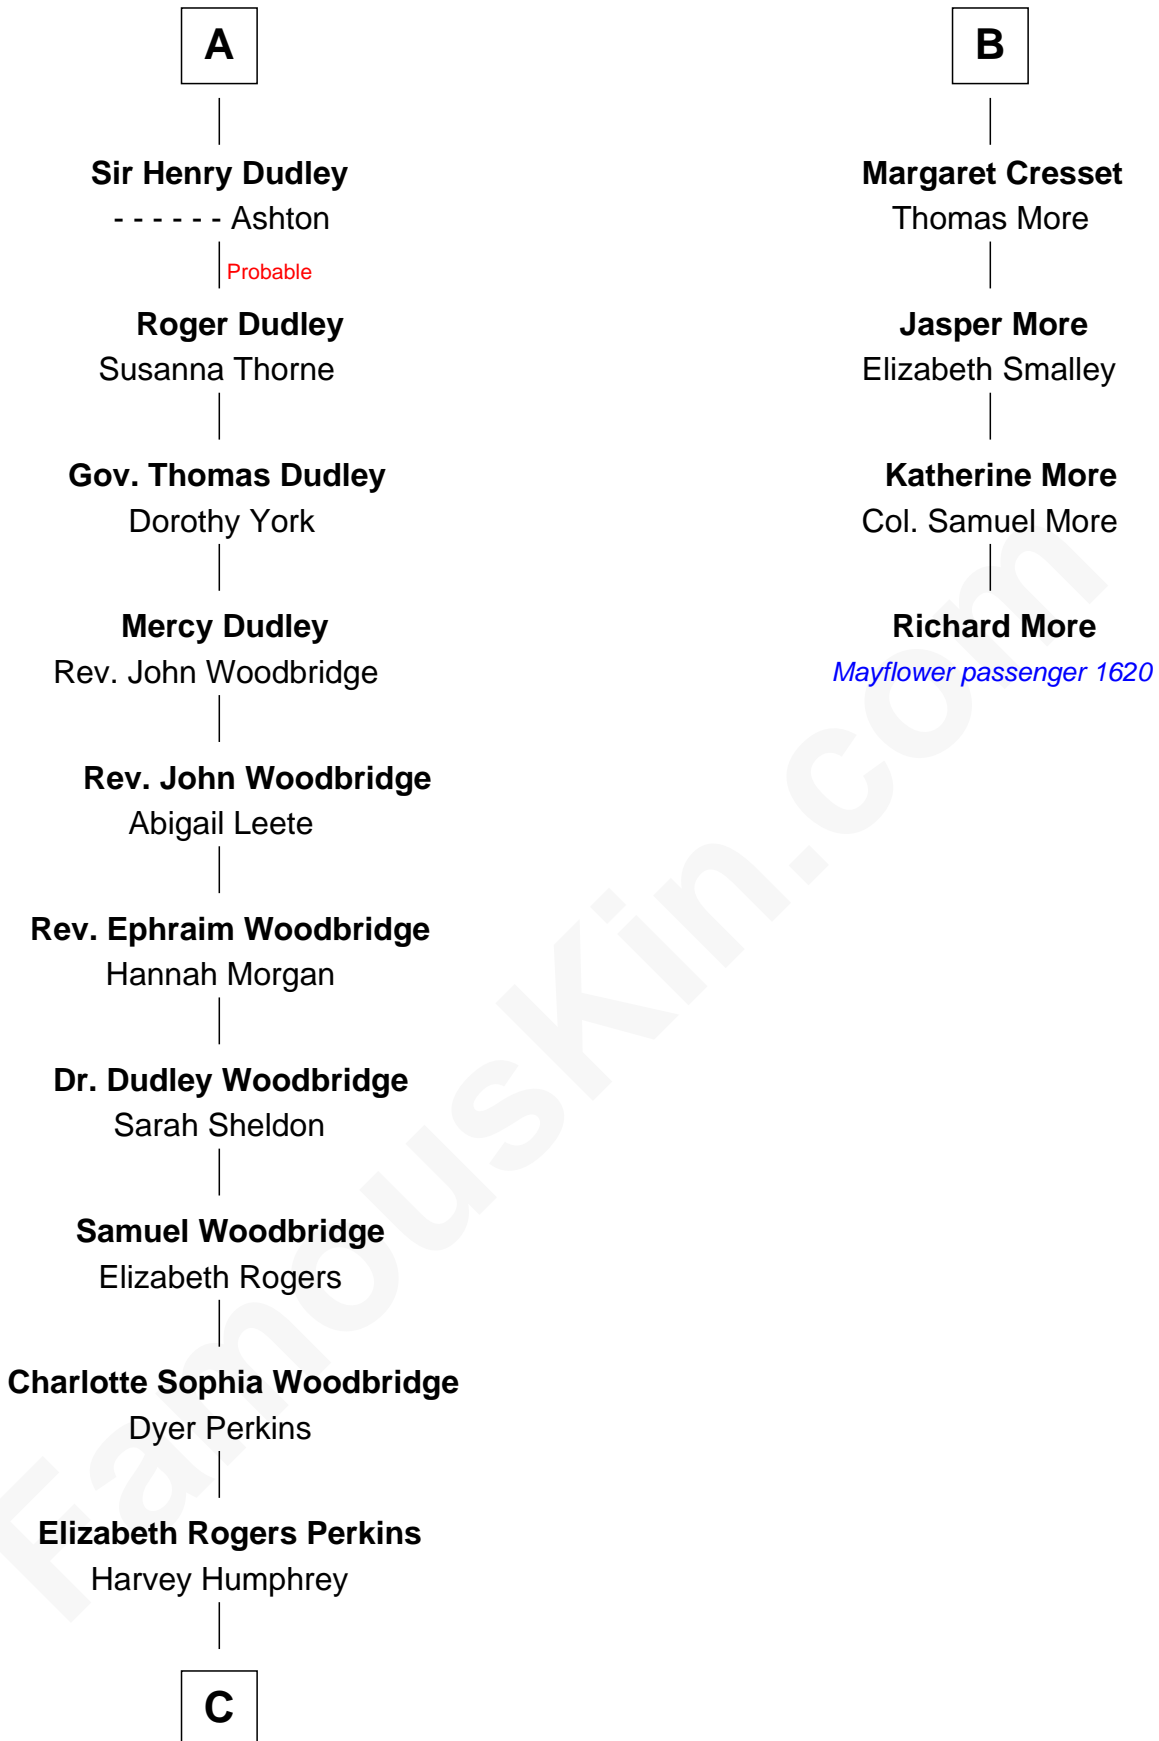 A
Sir Henry Dudley
- - - - - - Ashton
Probable
Roger Dudley
Susanna Thorne
Gov. Thomas Dudley
Dorothy York
Mercy Dudley
Rev. John Woodbridge
Rev. John Woodbridge
Abigail Leete
Rev. Ephraim Woodbridge
Hannah Morgan
Dr. Dudley Woodbridge
Sarah Sheldon
Samuel Woodbridge
Elizabeth Rogers
Charlotte Sophia Woodbridge
Dyer Perkins
Elizabeth Rogers Perkins
Harvey Humphrey
C
B
Margaret Cresset
Thomas More
Jasper More
Elizabeth Smalley
Katherine More
Col. Samuel More
Richard More
Mayflower passenger 1620
FamousKin.com